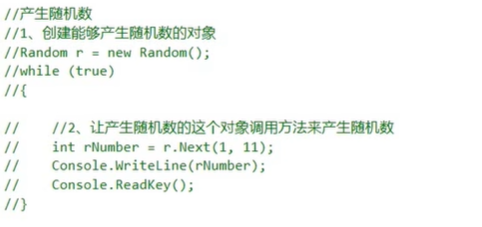 //产生随机数
//1、创建能够产生随机数的对象
//Random r = new Random();
//while (true)
//{
//    //2、让产生随机数的这个对象调用方法来产生随机数
//    int rNumber = r.Next(1, 11);
//    Console.WriteLine(rNumber);
//    Console.ReadKey();
//}